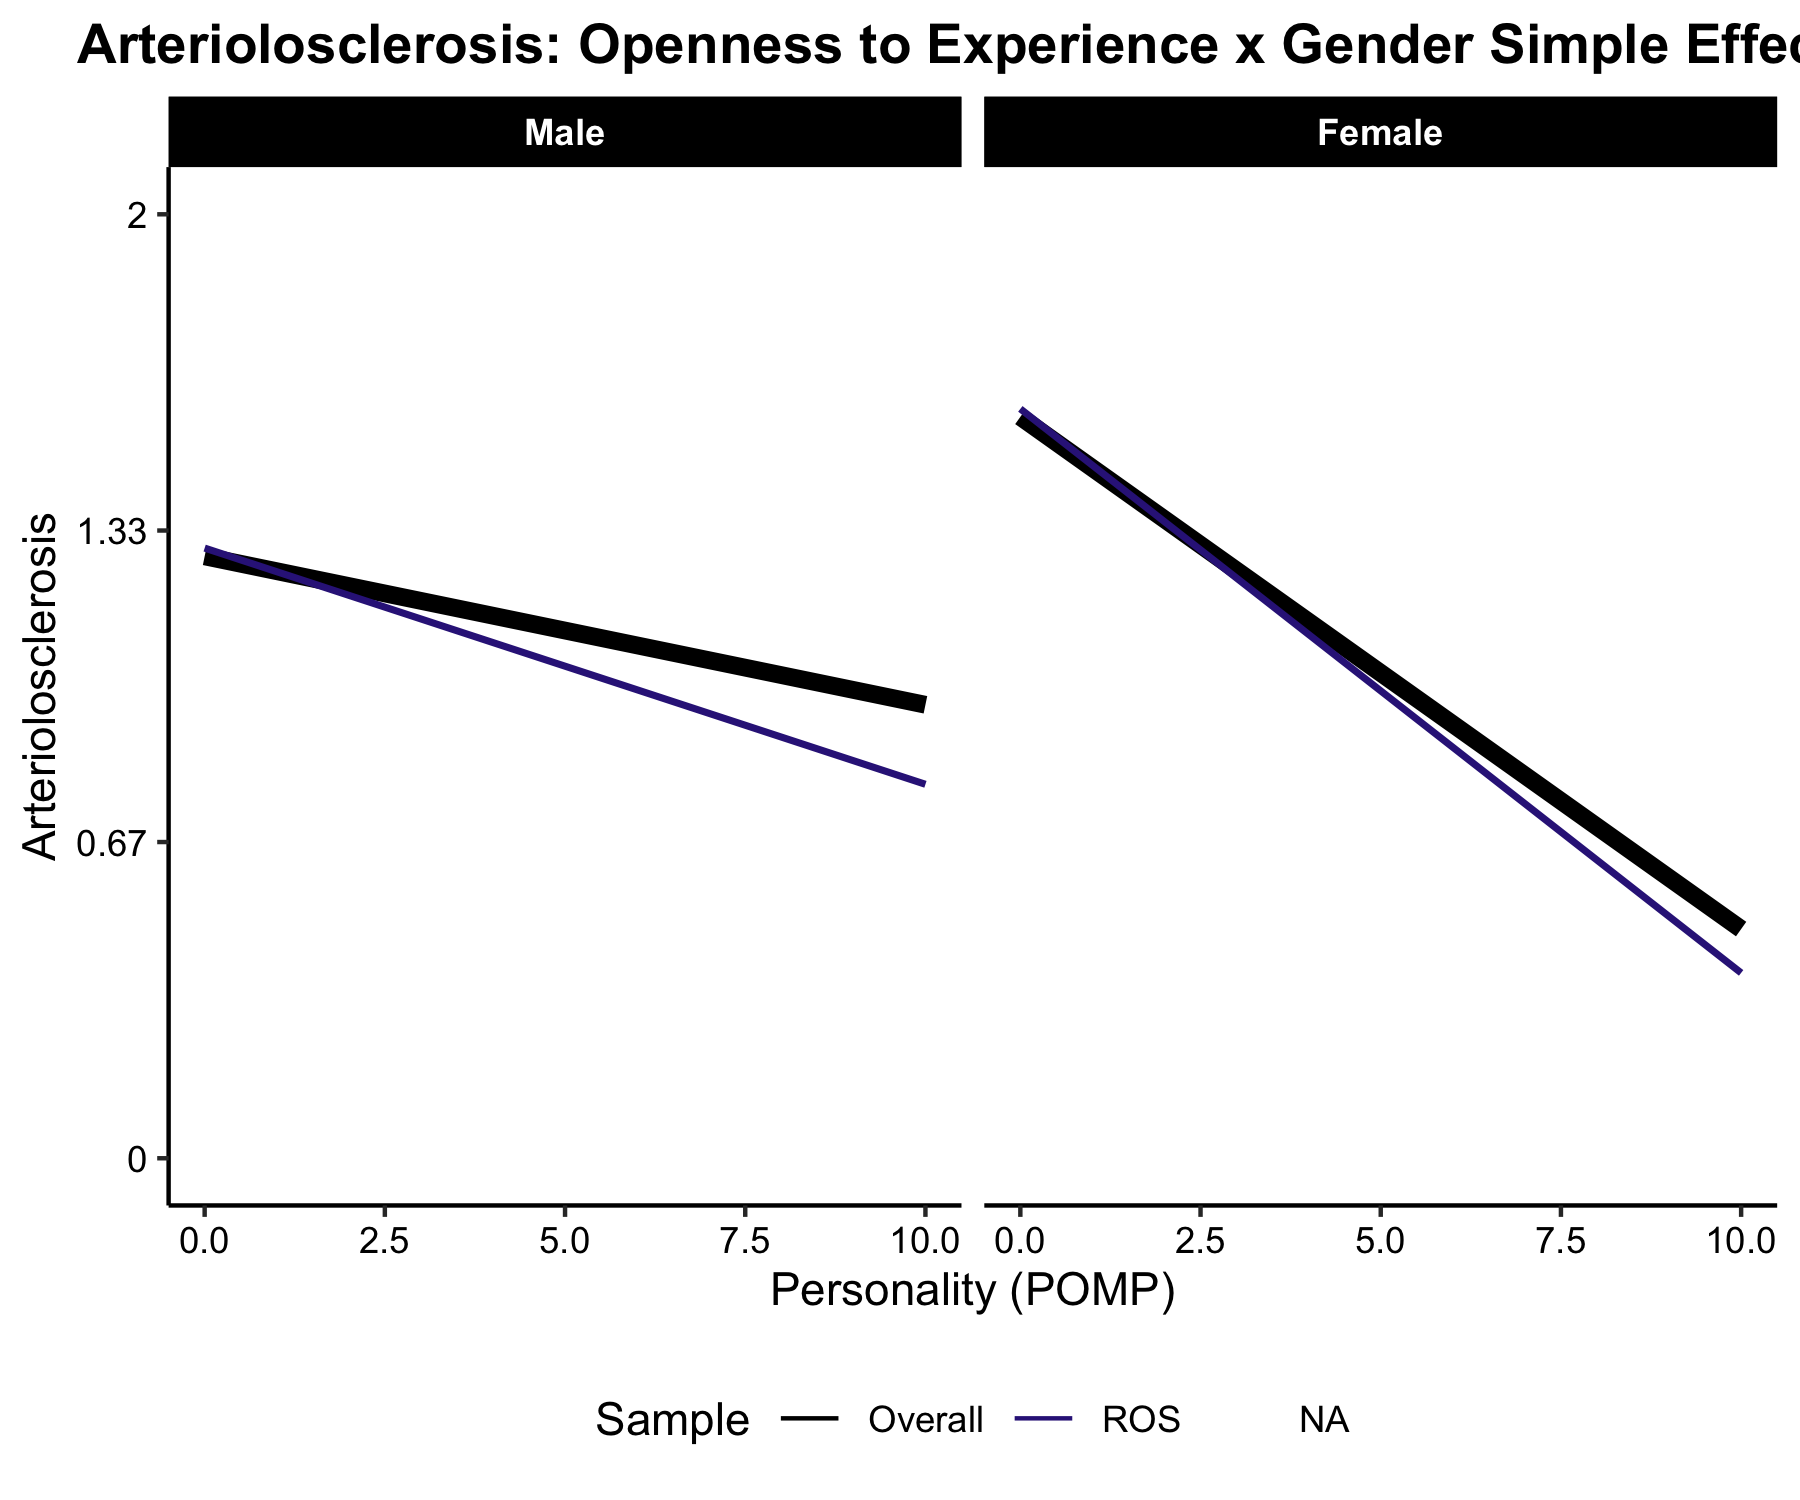 Arteriolosclerosis: Openness to Experience x Gender Simple Effec
Male
Female
Arteriolosclerosis
2
1.33
0.67
0
0.0 2.5 5.0 7.5 10.0
0.0 2.5 5.0 7.5 10.0
Personality (POMP)
Sample Overall ROS NA